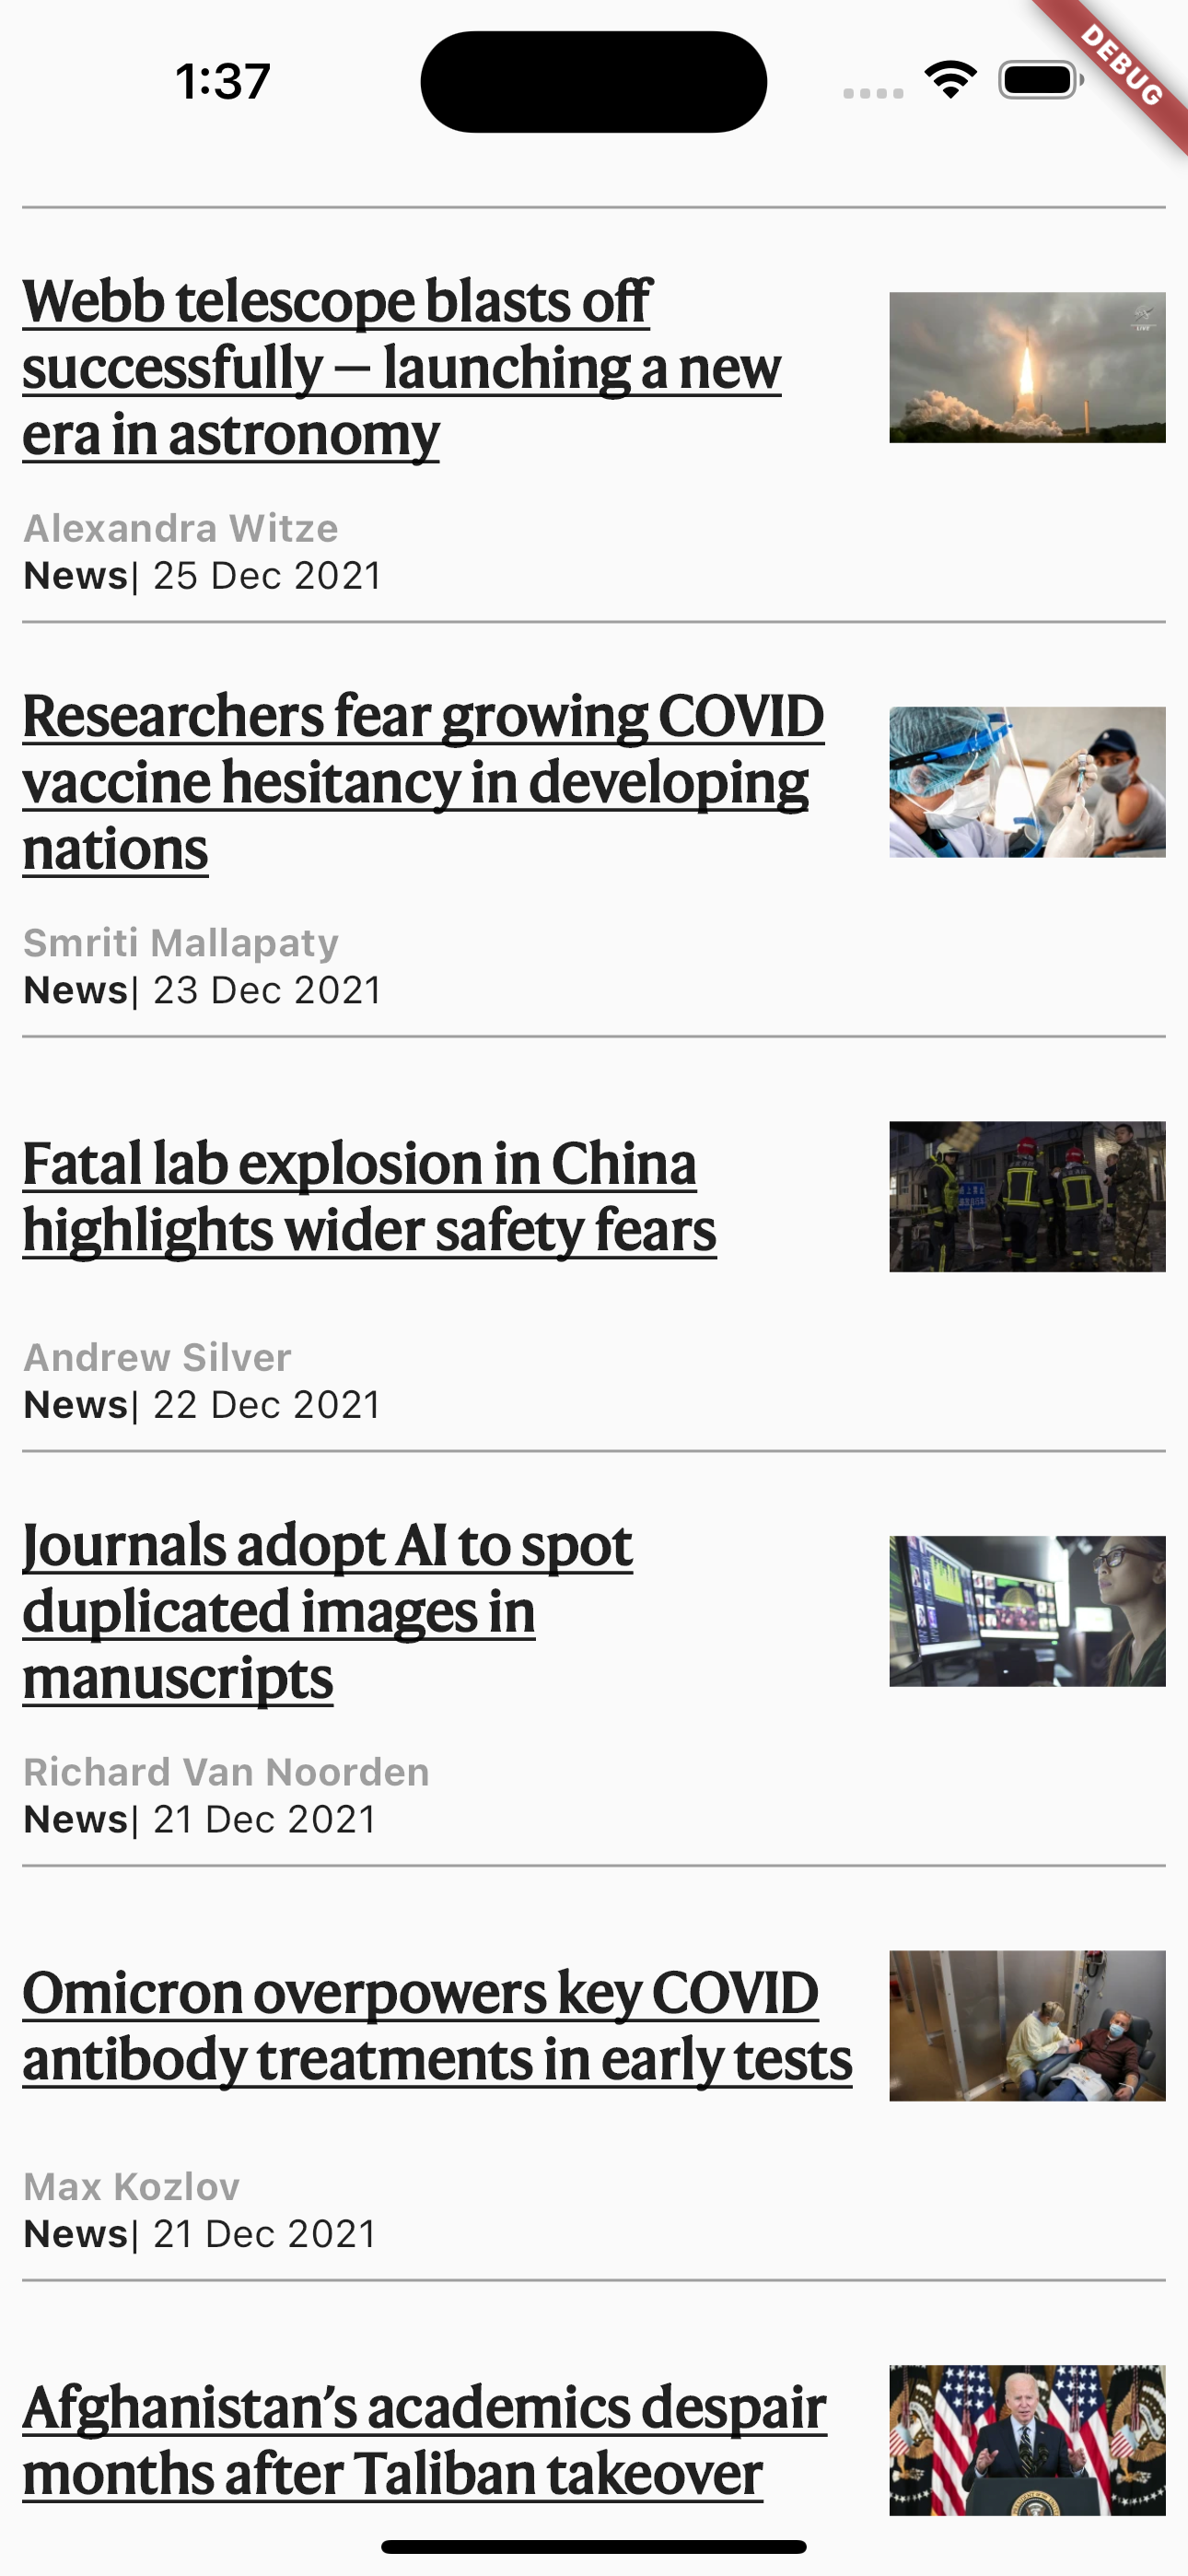 1:37
DEBUG
Webb telescope blasts off
successfully — launching a new
era in astronomy
LIVE
Alexandra Witze
News| 25 Dec 2021
Researchers fear growing COVID
vaccine hesitancy in developing
nations
Smriti Mallapaty
News| 23 Dec 2021
Fatal lab explosion in China
highlights wider safety fears
Andrew Silver
News| 22 Dec 2021
Journals adopt AI to spot
duplicated images in
manuscripts
Richard Van Noorden
News| 21 Dec 2021
Omicron overpowers key COVID
antibody treatments in early tests
Max Kozlov
News| 21 Dec 2021
Afghanistan’s academics despair
months after Taliban takeover